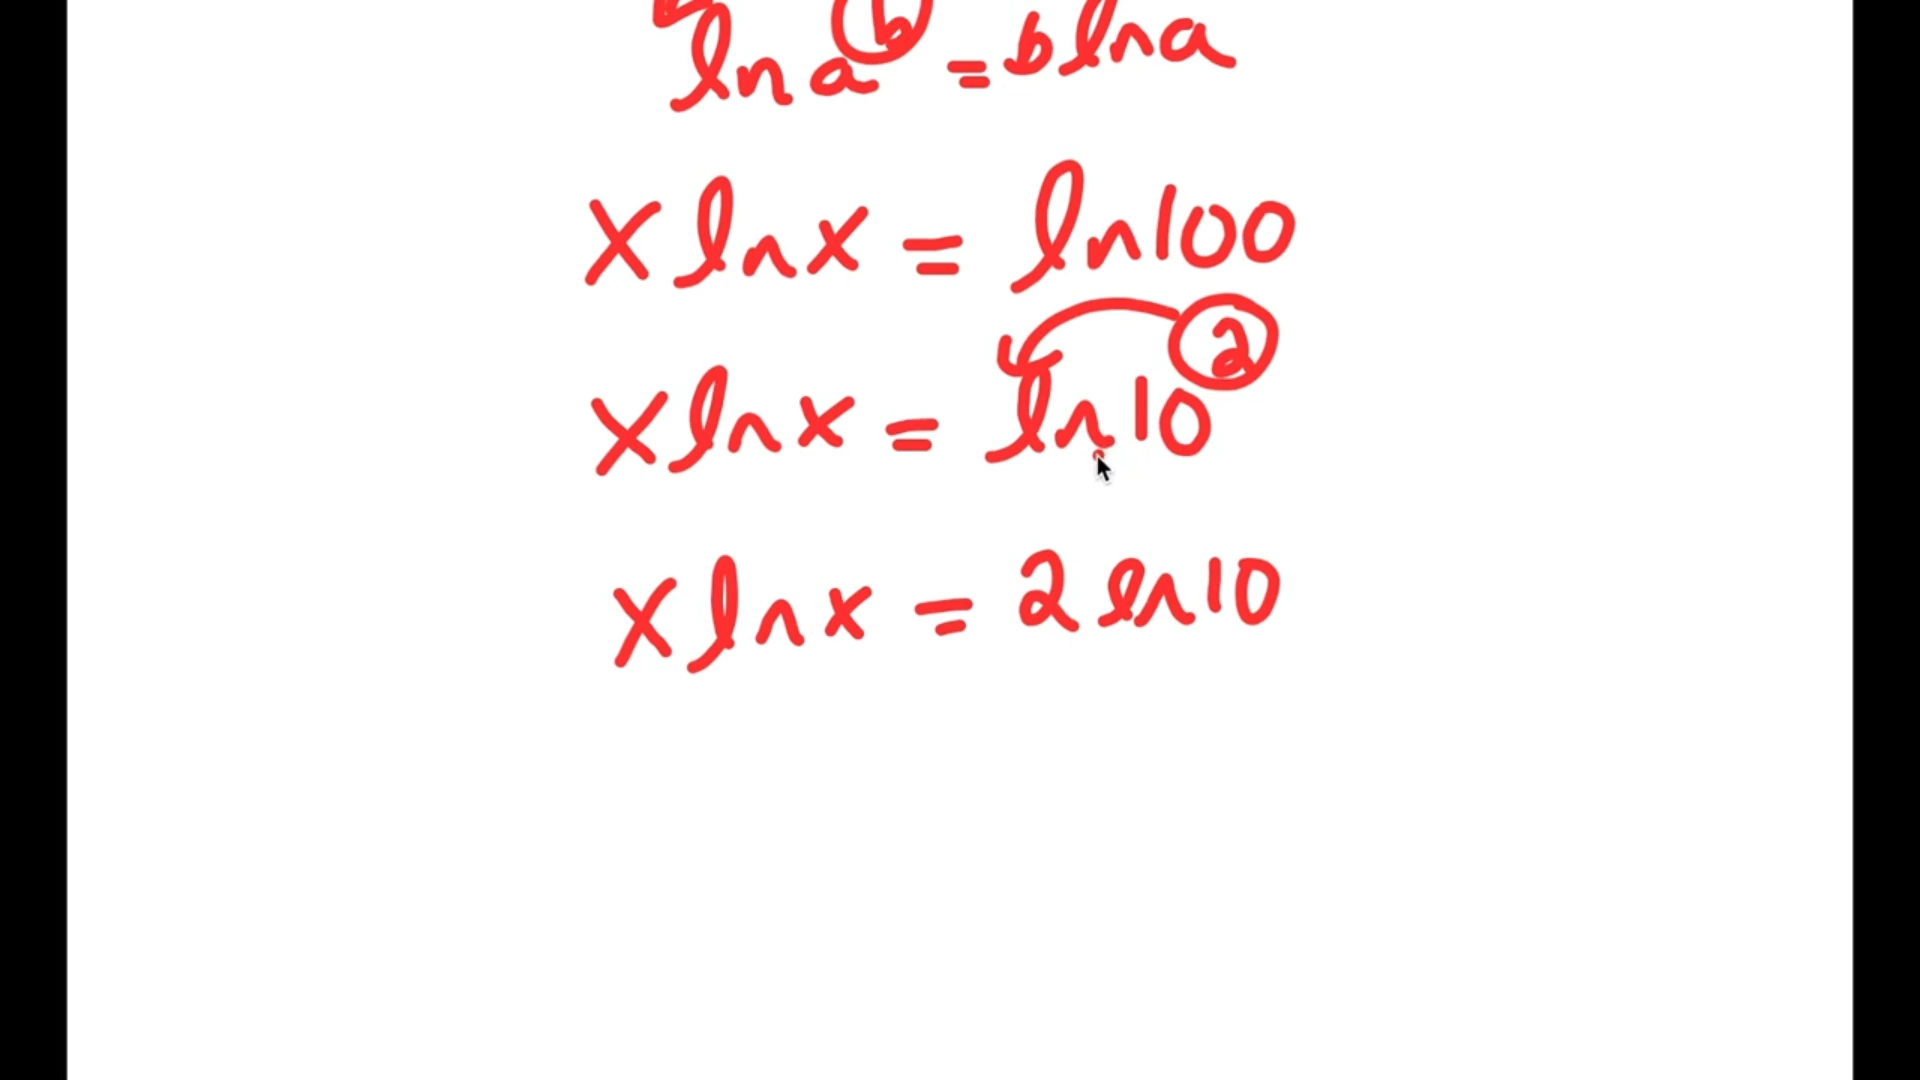 ln a^b = b ln a
x ln x = ln 100
x ln x = ln 10^2
x ln x = 2 ln 10